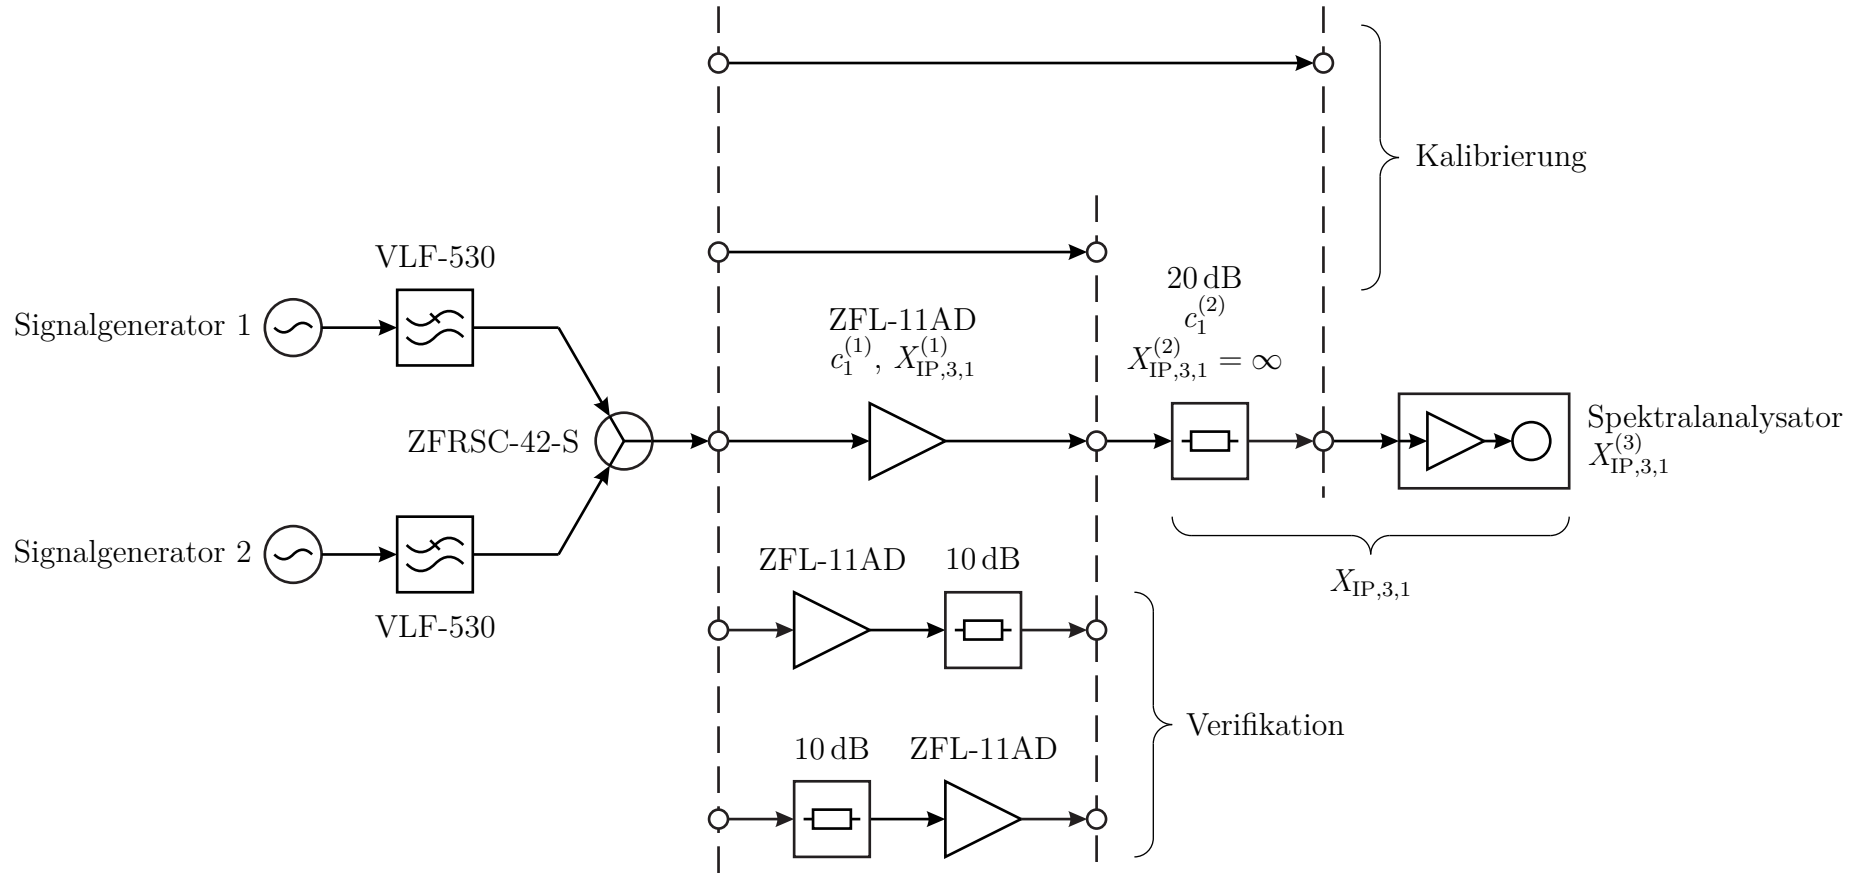 Kalibrierung
VLF-530
Signalgenerator 1
20 dB
c_1^{(2)}
X_{IP,3,1}^{(2)} = ∞
ZFL-11AD
c_1^{(1)}, X_{IP,3,1}^{(1)}
ZFRSC-42-S
Spektralanalysator
X_{IP,3,1}^{(3)}
Signalgenerator 2
VLF-530
X_{IP,3,1}
ZFL-11AD
10 dB
Verifikation
10 dB
ZFL-11AD